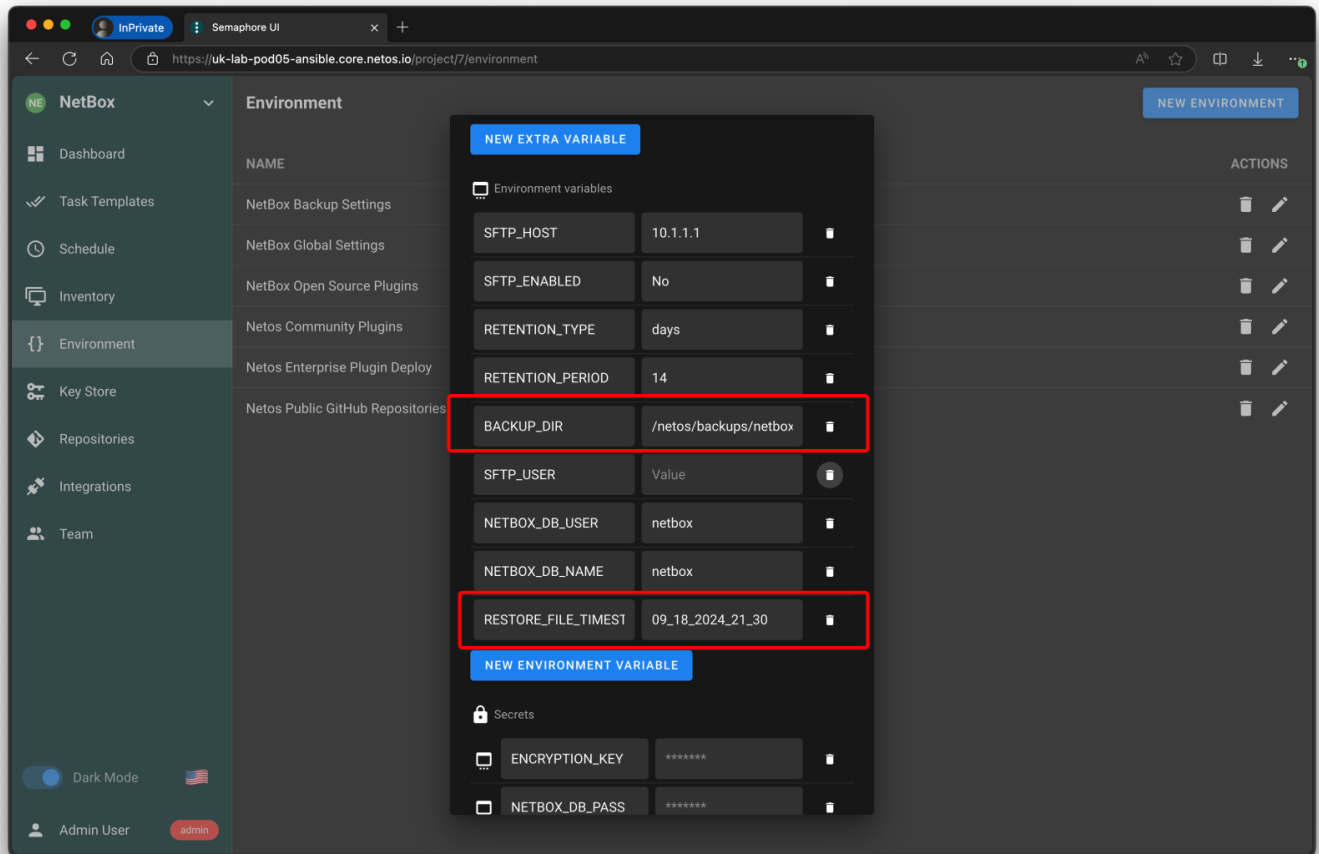 InPrivate
Semaphore UI
https://uk-lab-pod05-ansible.core.netos.io/project/7/environment
NE NetBox
Dashboard
Task Templates
Schedule
Inventory
Environment
Key Store
Repositories
Integrations
Team
Dark Mode
Admin User admin
Environment
NEW ENVIRONMENT
NAME ACTIONS
NetBox Backup Settings
NetBox Global Settings
NetBox Open Source Plugins
Netos Community Plugins
Netos Enterprise Plugin Deploy
Netos Public GitHub Repositories
NEW EXTRA VARIABLE
Environment variables
SFTP_HOST 10.1.1.1
SFTP_ENABLED No
RETENTION_TYPE days
RETENTION_PERIOD 14
BACKUP_DIR /netos/backups/netbox
SFTP_USER Value
NETBOX_DB_USER netbox
NETBOX_DB_NAME netbox
RESTORE_FILE_TIMEST 09_18_2024_21_30
NEW ENVIRONMENT VARIABLE
Secrets
ENCRYPTION_KEY *******
NETBOX_DB_PASS *******